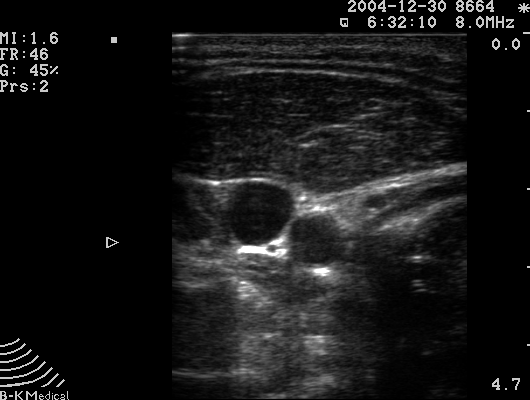 2004-12-30 8664 *
6:32:10 8.0MHz
MI:1.6
FR:46
G: 45%
Prs:2
0.0
4.7
B-K Medical